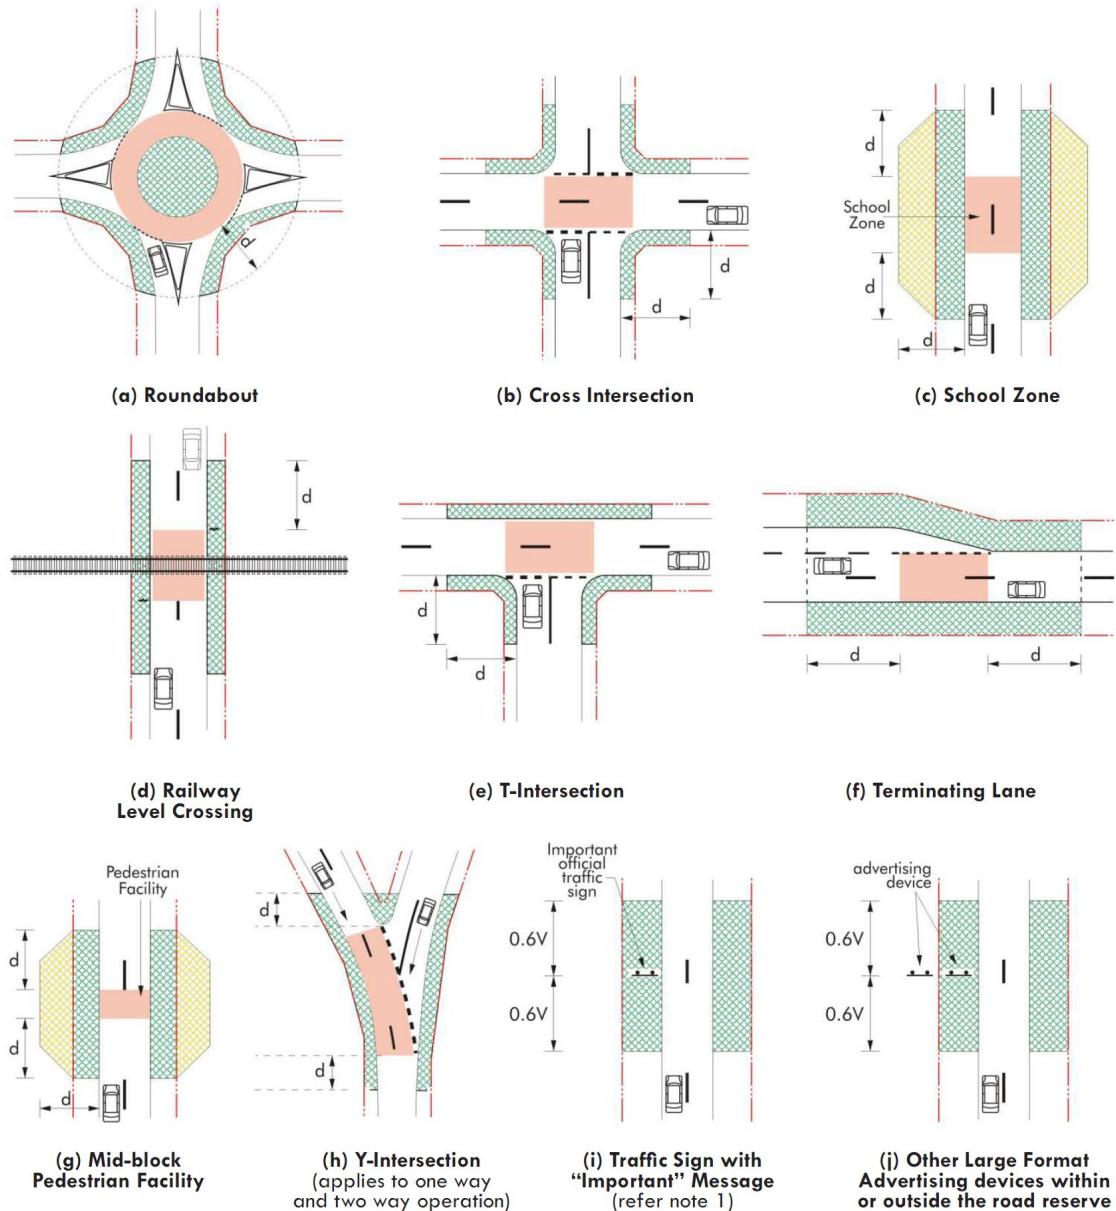 d
(a) Roundabout
d
d
(b) Cross Intersection
d
School
Zone
d
d
(c) School Zone
d
(d) Railway
Level Crossing
d
d
(e) T-Intersection
d
d
(f) Terminating Lane
Pedestrian
Facility
d
d
d
(g) Mid-block
Pedestrian Facility
d
d
(h) Y-Intersection
(applies to one way
and two way operation)
Important
official
traffic
sign
0.6V
0.6V
(i) Traffic Sign with
“Important” Message
(refer note 1)
advertising
device
0.6V
0.6V
(j) Other Large Format
Advertising devices within
or outside the road reserve